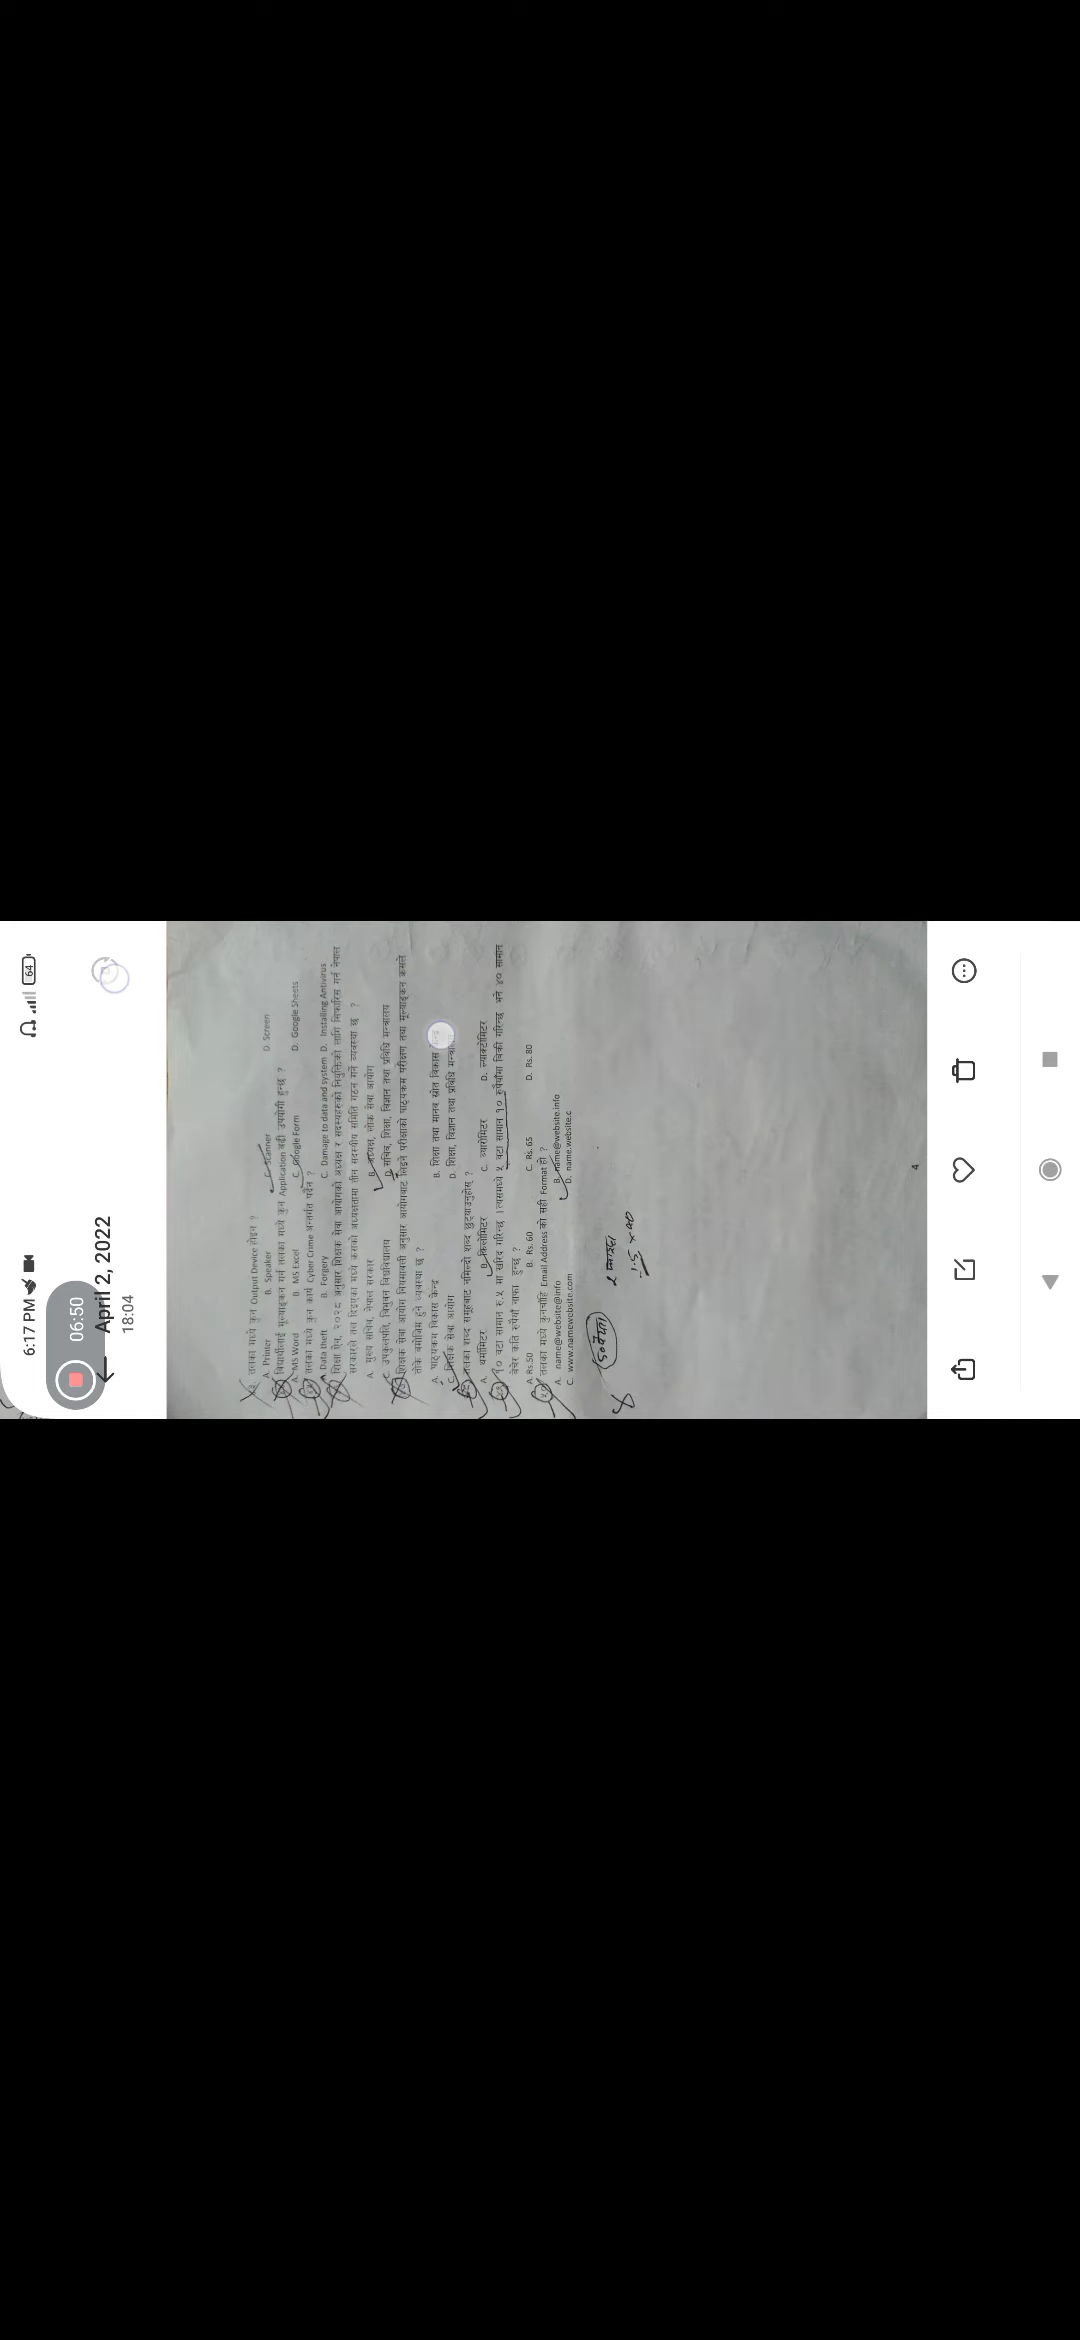 6:17 PM
64
06:50
April 2, 2022
18:04
तलका मध्ये कुन Output Device होइन ?
A. Printer B. Speaker C. Scanner D. Screen
विद्यार्थीलाई मूल्याङ्कन गर्न तलका मध्ये कुन Application बढी उपयोगी हुन्छ ?
A. MS Word B. MS Excel C. Google Form D. Google Sheets
तलका मध्ये कुन कार्य Cyber Crime अन्तर्गत पर्दैन ?
A. Data theft B. Forgery C. Damage to data and system D. Installing Antivirus
शिक्षा ऐन, २०२८ अनुसार शिक्षक सेवा आयोगको अध्यक्ष र सदस्यहरुको नियुक्तिको लागि सिफारिस गर्न नेपाल
सरकारले तल दिइएका मध्ये कसको अध्यक्षतामा तीन सदस्यीय समिति गठन गर्ने व्यवस्था छ ?
A. मुख्य सचिव, नेपाल सरकार B. अध्यक्ष, लोक सेवा आयोग
C. उपकुलपति, त्रिभुवन विश्वविद्यालय D. सचिव, शिक्षा, विज्ञान तथा प्रविधि मन्त्रालय
शिक्षक सेवा आयोग नियमावली अनुसार आयोगबाट लिइने परीक्षाको पाठ्यक्रम परीक्षण तथा मूल्याङ्कन कसले
तोके बमोजिम हुने व्यवस्था छ ?
A. पाठ्यक्रम विकास केन्द्र B. शिक्षा तथा मानव स्रोत विकास
C. शिक्षक सेवा आयोग D. शिक्षा, विज्ञान तथा प्रविधि
तलका शब्द समूहबाट नमिल्दो शब्द छुट्याउनुहोस् ?
A. थर्मोमिटर B. किलोमिटर C. ब्यारोमिटर D. ल्याक्टोमिटर
१० वटा सामान रु.५ मा खरिद गरिन्छ । त्यसमध्ये ५ वटा सामान १० रुपैयाँमा बिक्री गरिन्छ भने ४० सामान
बेचेर कति रुपैयाँ नाफा हुन्छ ?
A. Rs.50 B. Rs. 60 C. Rs. 65 D. Rs. 80
५० तलका मध्ये कुनचाहिँ Email Address को सही Format हो ?
A. name@website@info B. name@website.info
C. www.namewebsite.com D. name.website.c
1.5 × ४०
4